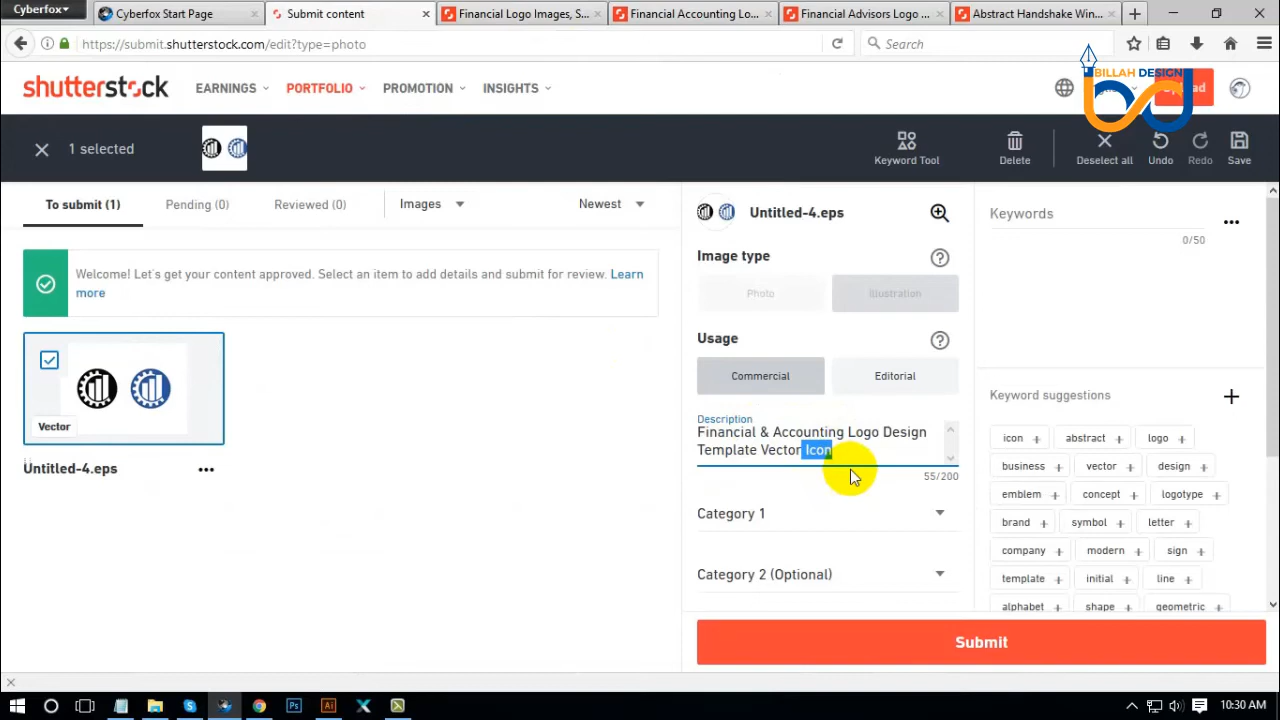 Cyberfox
Cyberfox Start Page
Submit content
Financial Logo Images, S...
Financial Accounting Lo...
Financial Advisors Logo ...
Abstract Handshake Win...
https://submit.shutterstock.com/edit?type=photo
Search
BILLAH DESIGN
shutterstock
EARNINGS
PORTFOLIO
PROMOTION
INSIGHTS
1 selected
Keyword Tool
Delete
Deselect all
Undo
Redo
Save
To submit (1)
Pending (0)
Reviewed (0)
Images
Newest
Welcome! Let's get your content approved. Select an item to add details and submit for review. Learn
more
Vector
Untitled-4.eps
Untitled-4.eps
Image type
Photo
Illustration
Usage
Commercial
Editorial
Description
Financial & Accounting Logo Design
Template Vector Icon
55/200
Category 1
Category 2 (Optional)
Keywords
0/50
Keyword suggestions
icon
abstract
logo
business
vector
design
emblem
concept
logotype
brand
symbol
letter
company
modern
sign
template
initial
line
alphabet
shape
geometric
Submit
10:30 AM